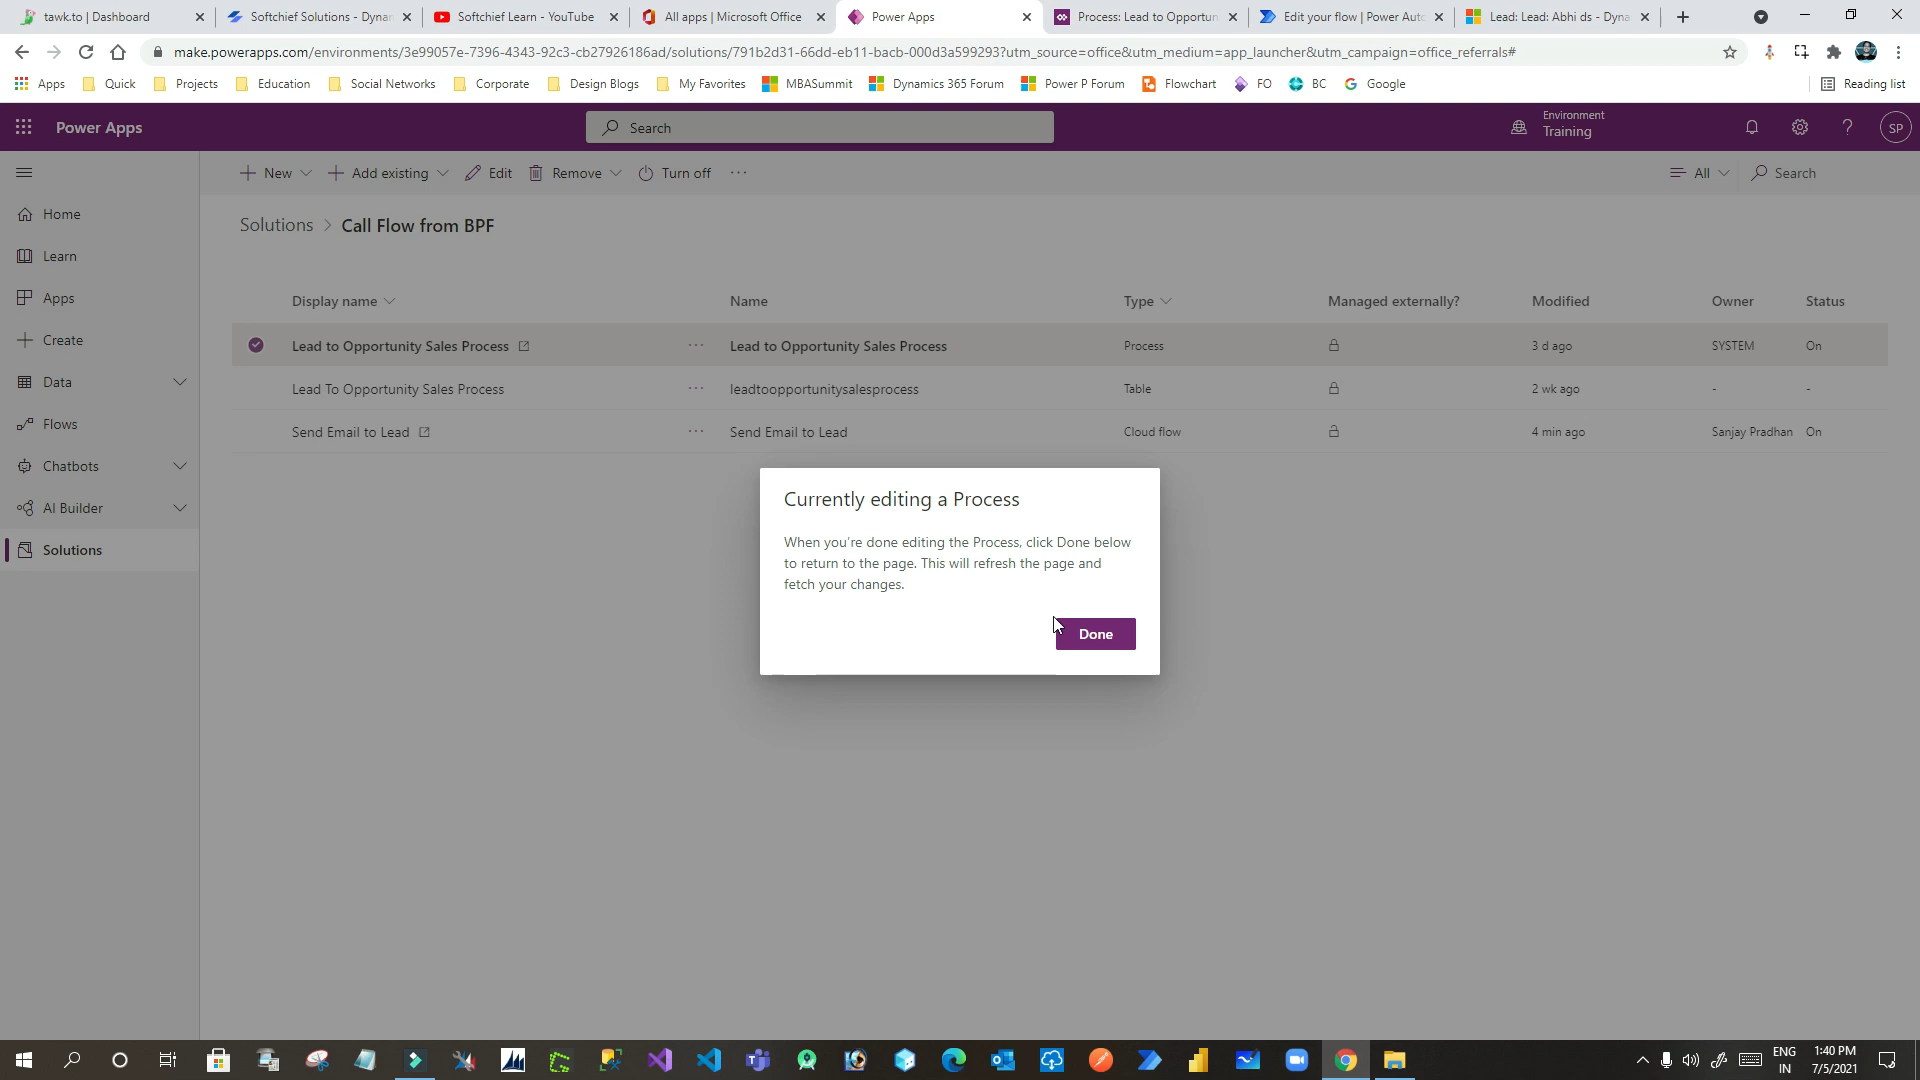 tawk.to | Dashboard
Softchief Solutions - Dynan
Softchief Learn - YouTube
All apps | Microsoft Office
Power Apps
Process: Lead to Opportun
Edit your flow | Power Auto
Lead: Lead: Abhi ds - Dyna
make.powerapps.com/environments/3e99057e-7396-4343-92c3-cb27926186ad/solutions/791b2d31-66dd-eb11-bacb-000d3a599293?utm_source=office&utm_medium=app_launcher&utm_campaign=office_referrals#
Apps Quick Projects Education Social Networks Corporate Design Blogs My Favorites MBASummit Dynamics 365 Forum Power P Forum Flowchart FO BC Google Reading list
Power Apps
Search
Environment
Training
SP
New Add existing Edit Remove Turn off ··· All Search
Home
Learn
Apps
Create
Data
Flows
Chatbots
AI Builder
Solutions
Solutions > Call Flow from BPF
Display name Name Type Managed externally? Modified Owner Status
Lead to Opportunity Sales Process ··· Lead to Opportunity Sales Process Process 3 d ago SYSTEM On
Lead To Opportunity Sales Process ··· leadtoopportunitysalesprocess Table 2 wk ago - -
Send Email to Lead ··· Send Email to Lead Cloud flow 4 min ago Sanjay Pradhan On
Currently editing a Process
When you're done editing the Process, click Done below
to return to the page. This will refresh the page and
fetch your changes.
Done
ENG
IN
1:40 PM
7/5/2021